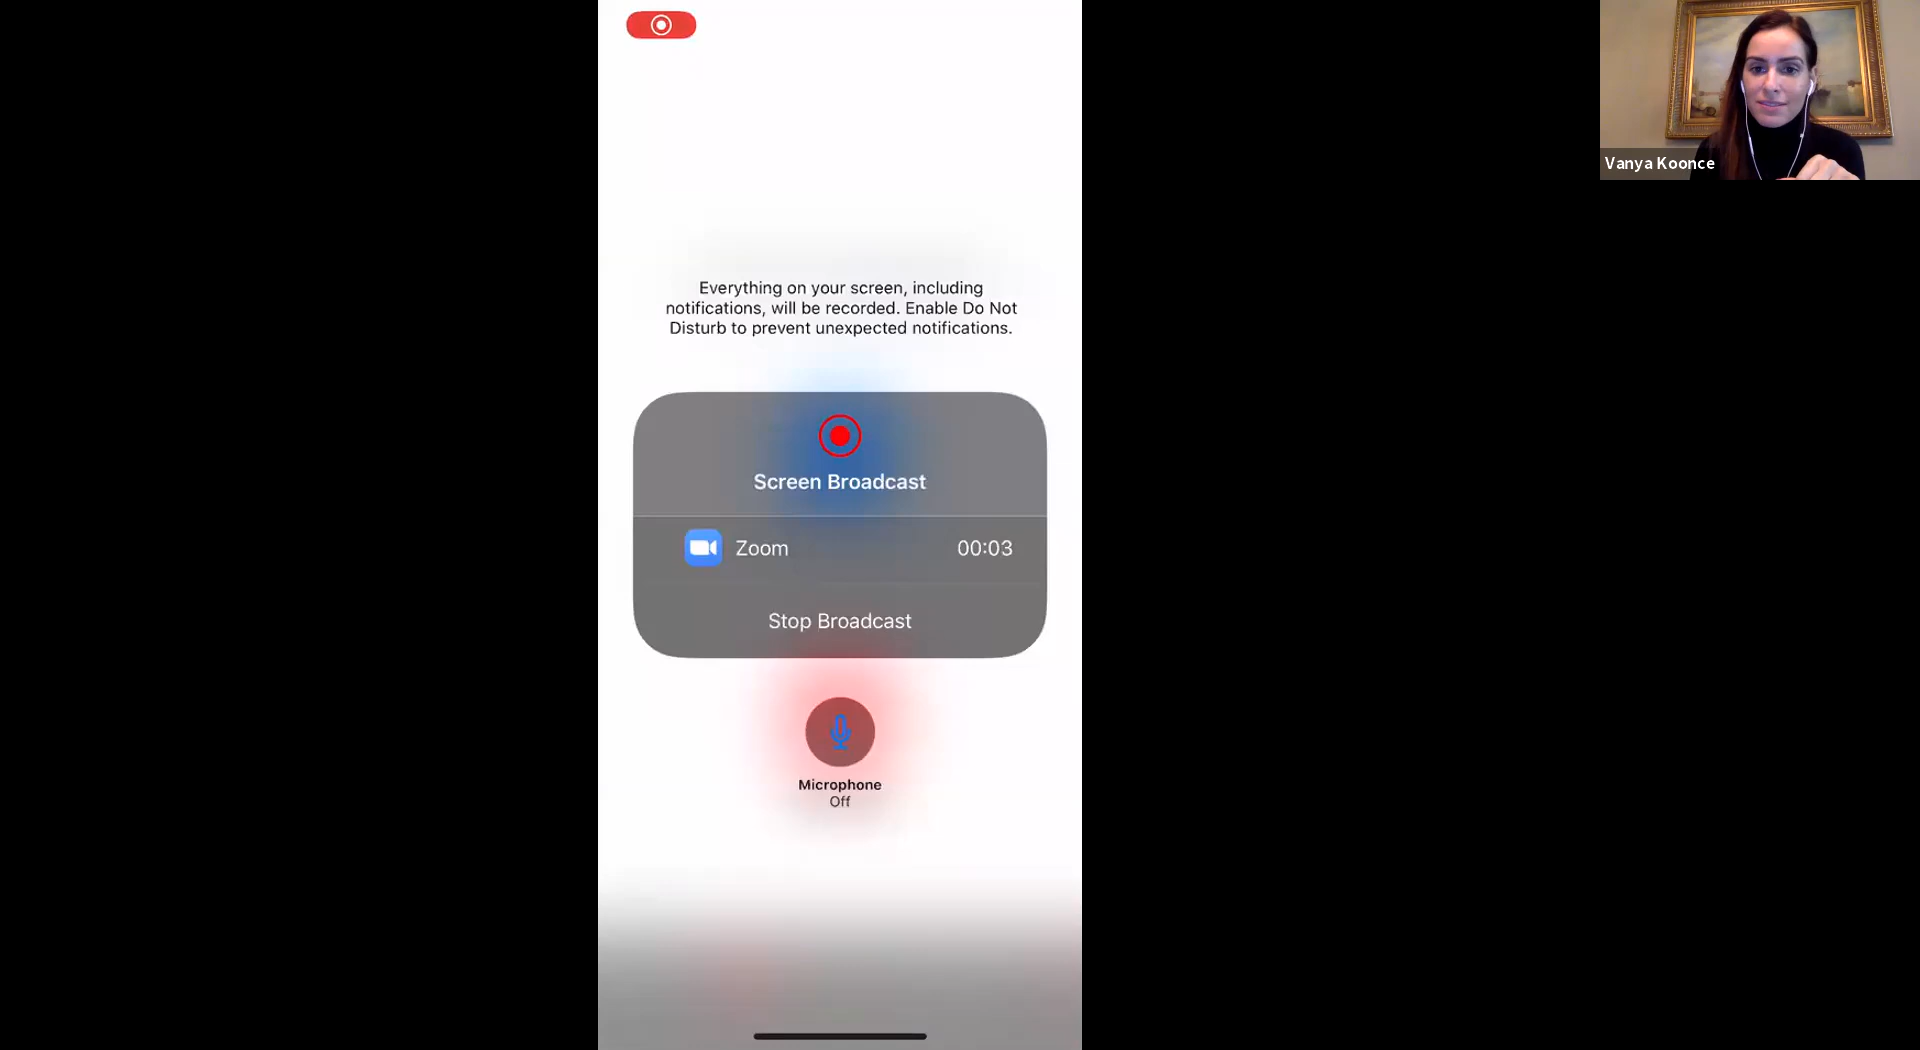 Vanya Koonce
Everything on your screen, including
notifications, will be recorded. Enable Do Not
Disturb to prevent unexpected notifications.
Screen Broadcast
Zoom 00:03
Stop Broadcast
Microphone
Off